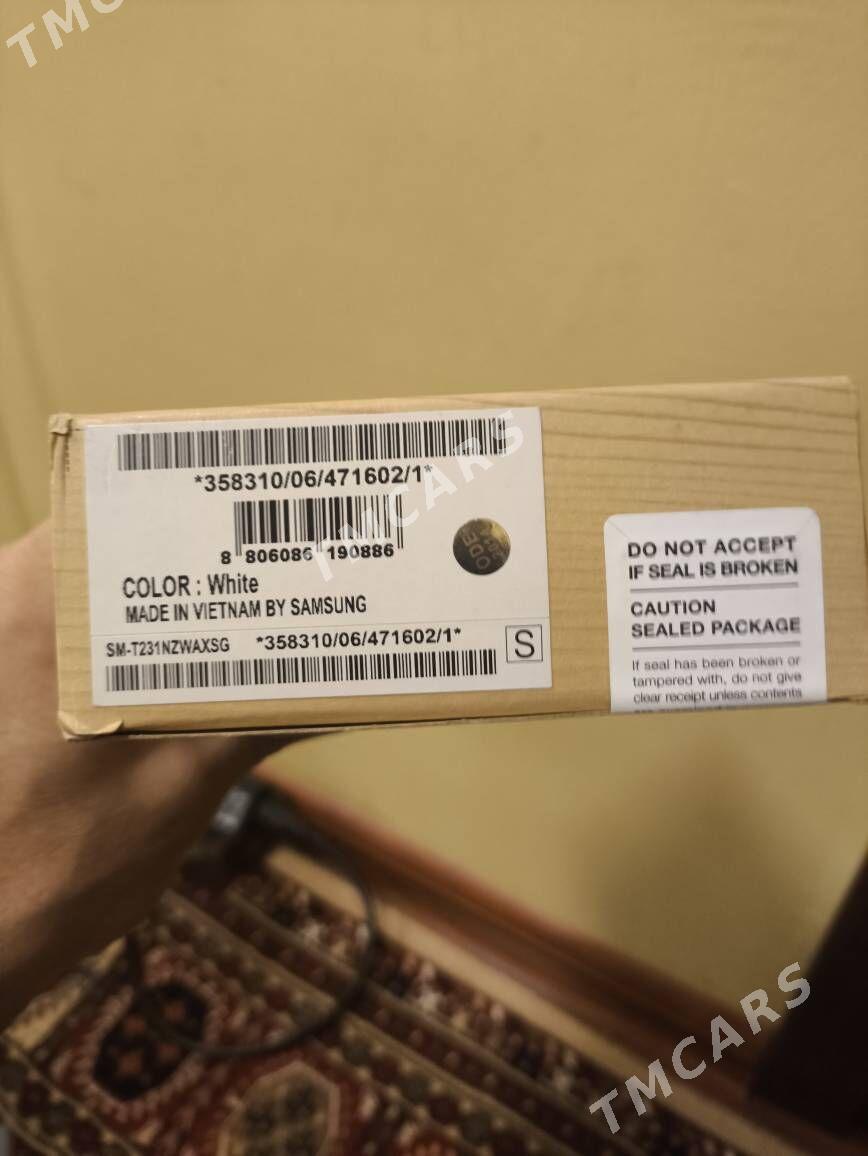 TMC
*358310/06/471602/1*
8 806086 190886
COLOR : White
MADE IN VIETNAM BY SAMSUNG
SM-T231NZWAXSG *358310/06/471602/1*
S
DO NOT ACCEPT
IF SEAL IS BROKEN
CAUTION
SEALED PACKAGE
If seal has been broken or
tampered with, do not give
clear receipt unless contents
TMCARS
TMCARS